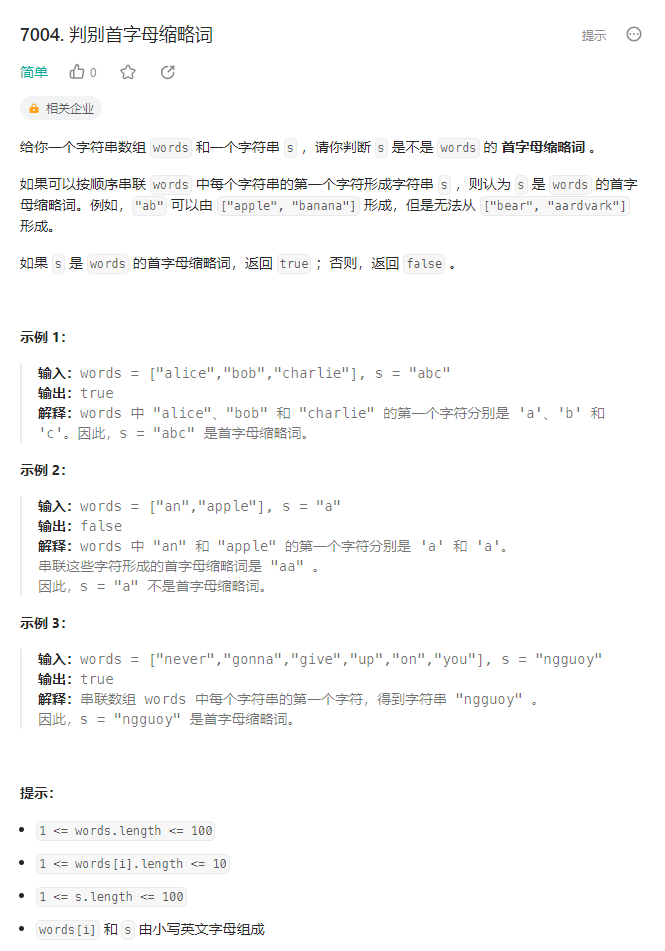 7004. 判别首字母缩略词
提示
简单
0
相关企业
给你一个字符串数组 words 和一个字符串 s ，请你判断 s 是不是 words 的 首字母缩略词 。
如果可以按顺序串联 words 中每个字符串的第一个字符形成字符串 s ，则认为 s 是 words 的首字
母缩略词。例如，"ab" 可以由 ["apple", "banana"] 形成，但是无法从 ["bear", "aardvark"]
形成。
如果 s 是 words 的首字母缩略词，返回 true ；否则，返回 false 。
示例 1：
输入：words = ["alice","bob","charlie"], s = "abc"
输出：true
解释：words 中 "alice"、"bob" 和 "charlie" 的第一个字符分别是 'a'、'b' 和
'c'。因此，s = "abc" 是首字母缩略词。
示例 2：
输入：words = ["an","apple"], s = "a"
输出：false
解释：words 中 "an" 和 "apple" 的第一个字符分别是 'a' 和 'a'。
串联这些字符形成的首字母缩略词是 "aa" 。
因此，s = "a" 不是首字母缩略词。
示例 3：
输入：words = ["never","gonna","give","up","on","you"], s = "ngguoy"
输出：true
解释：串联数组 words 中每个字符串的第一个字符，得到字符串 "ngguoy" 。
因此，s = "ngguoy" 是首字母缩略词。
提示：
• 1 <= words.length <= 100
• 1 <= words[i].length <= 10
• 1 <= s.length <= 100
• words[i] 和 s 由小写英文字母组成